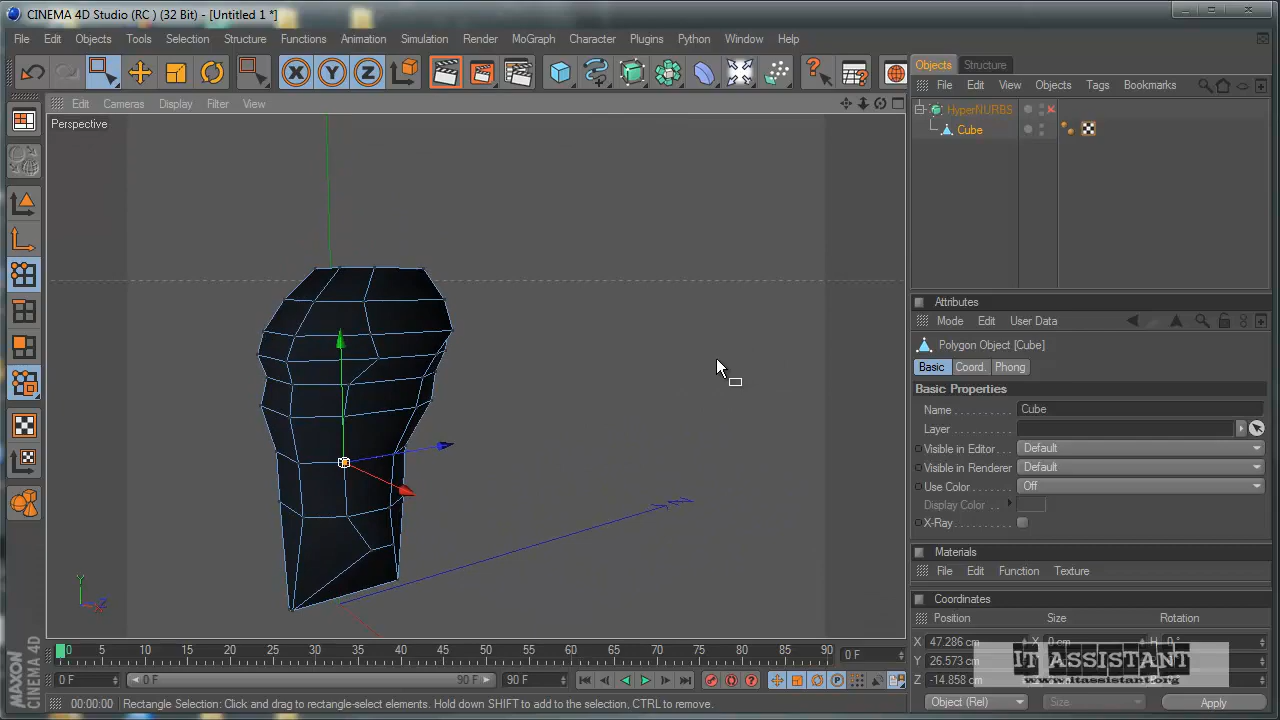 CINEMA 4D Studio (RC ) (32 Bit) - [Untitled 1 *]
File Edit Objects Tools Selection Structure Functions Animation Simulation Render MoGraph Character Plugins Python Window Help
Edit Cameras Display Filter View
Perspective
Objects Structure
File Edit View Objects Tags Bookmarks
HyperNURBS
Cube
Attributes
Mode Edit User Data
Polygon Object [Cube]
Basic Coord. Phong
Basic Properties
Name Cube
Layer
Visible in Editor Default
Visible in Renderer Default
Use Color Off
Display Color
X-Ray
Materials
File Edit Function Texture
Coordinates
Position Size Rotation
X 47.286 cm X 0 cm H 0 °
Y 26.573 cm
Z -14.858 cm
Object (Rel) Size Apply
IT ASSISTANT
www.itassistant.org
0 5 10 15 20 25 30 35 40 45 50 55 60 65 70 75 80 85 90 0 F
0 F 0 F 90 F 90 F
MAXON
CINEMA 4D
00:00:00 Rectangle Selection: Click and drag to rectangle-select elements. Hold down SHIFT to add to the selection, CTRL to remove.
X Y Z
Y
Z